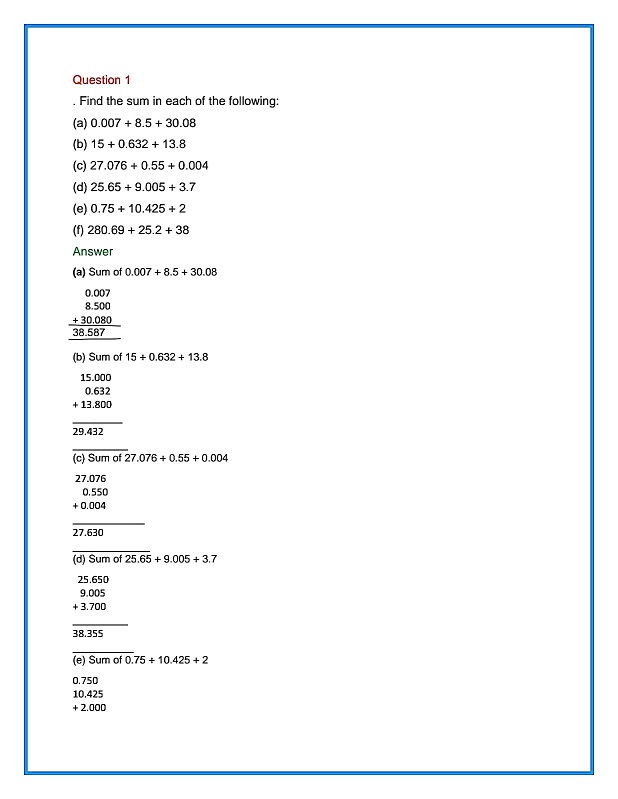 Question 1
. Find the sum in each of the following:
(a) 0.007 + 8.5 + 30.08
(b) 15 + 0.632 + 13.8
(c) 27.076 + 0.55 + 0.004
(d) 25.65 + 9.005 + 3.7
(e) 0.75 + 10.425 + 2
(f) 280.69 + 25.2 + 38
Answer
(a) Sum of 0.007 + 8.5 + 30.08
0.007
8.500
+ 30.080
38.587
(b) Sum of 15 + 0.632 + 13.8
15.000
0.632
+ 13.800
29.432
(c) Sum of 27.076 + 0.55 + 0.004
27.076
0.550
+ 0.004
27.630
(d) Sum of 25.65 + 9.005 + 3.7
25.650
9.005
+ 3.700
38.355
(e) Sum of 0.75 + 10.425 + 2
0.750
10.425
+ 2.000